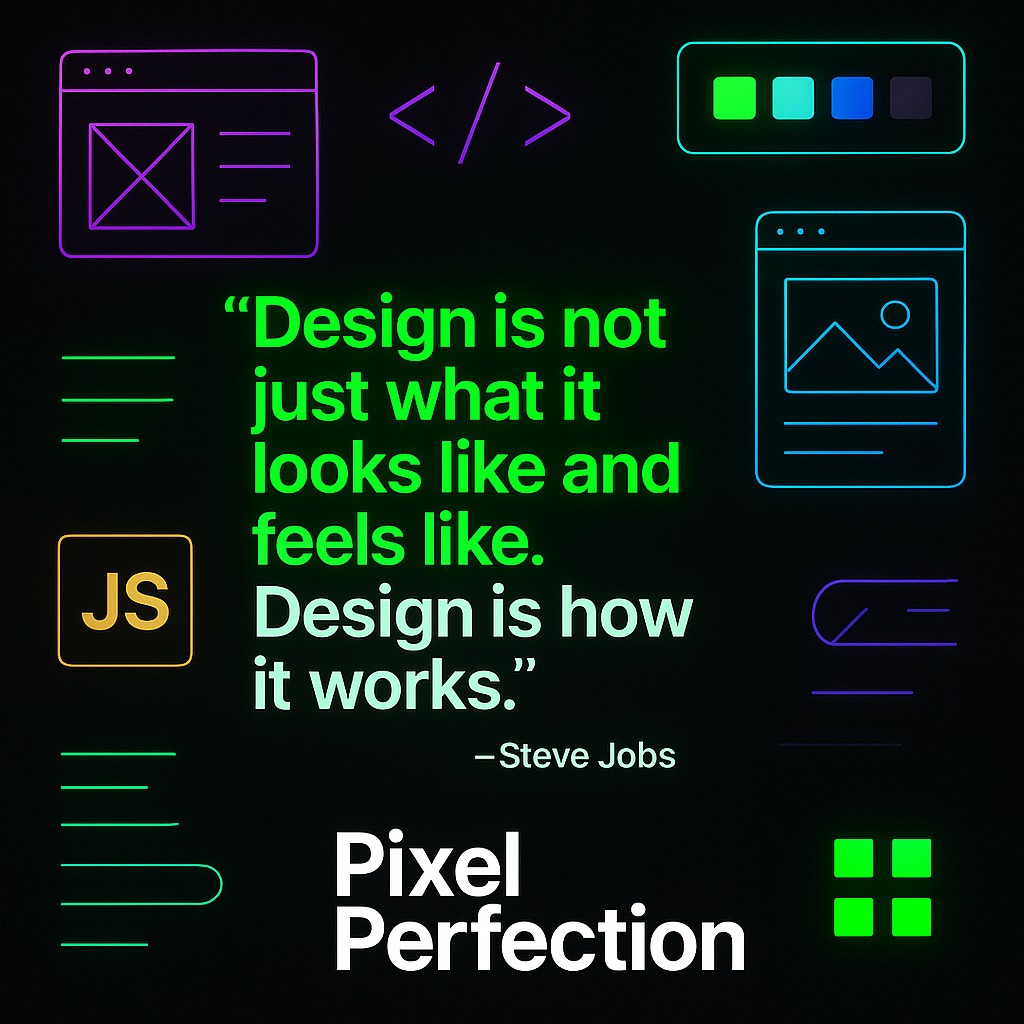 </>
“Design is not
just what it
looks like and
feels like.
Design is how
it works.”
–Steve Jobs
JS
Pixel
Perfection